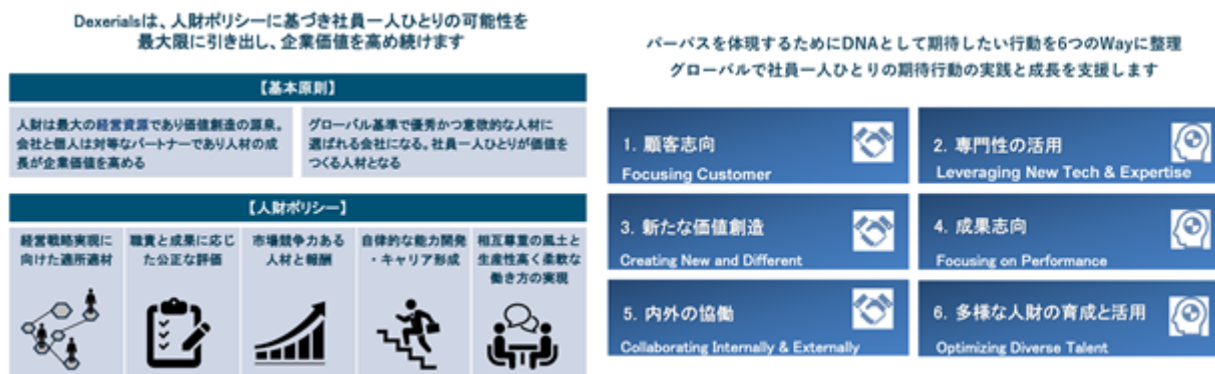 Dexerialsは、人財ポリシーに基づき社員一人ひとりの可能性を
最大限に引き出し、企業価値を高め続けます
【基本原則】
人財は最大の経営資源であり価値創造の源泉。
会社と個人は対等なパートナーであり人材の成
長が企業価値を高める
グローバル基準で優秀かつ意欲的な人材に
選ばれる会社になる。社員一人ひとりが価値を
つくる人材となる
【人財ポリシー】
経営戦略実現に
向けた適所適材
職責と成果に応じ
た公正な評価
市場競争力ある
人材と報酬
自律的な能力開発
・キャリア形成
相互尊重の風土と
生産性高く柔軟な
働き方の実現
パーパスを体現するためにDNAとして期待したい行動を6つのWayに整理
グローバルで社員一人ひとりの期待行動の実践と成長を支援します
1. 顧客志向
Focusing Customer
2. 専門性の活用
Leveraging New Tech & Expertise
3. 新たな価値創造
Creating New and Different
4. 成果志向
Focusing on Performance
5. 内外の協働
Collaborating Internally & Externally
6. 多様な人財の育成と活用
Optimizing Diverse Talent